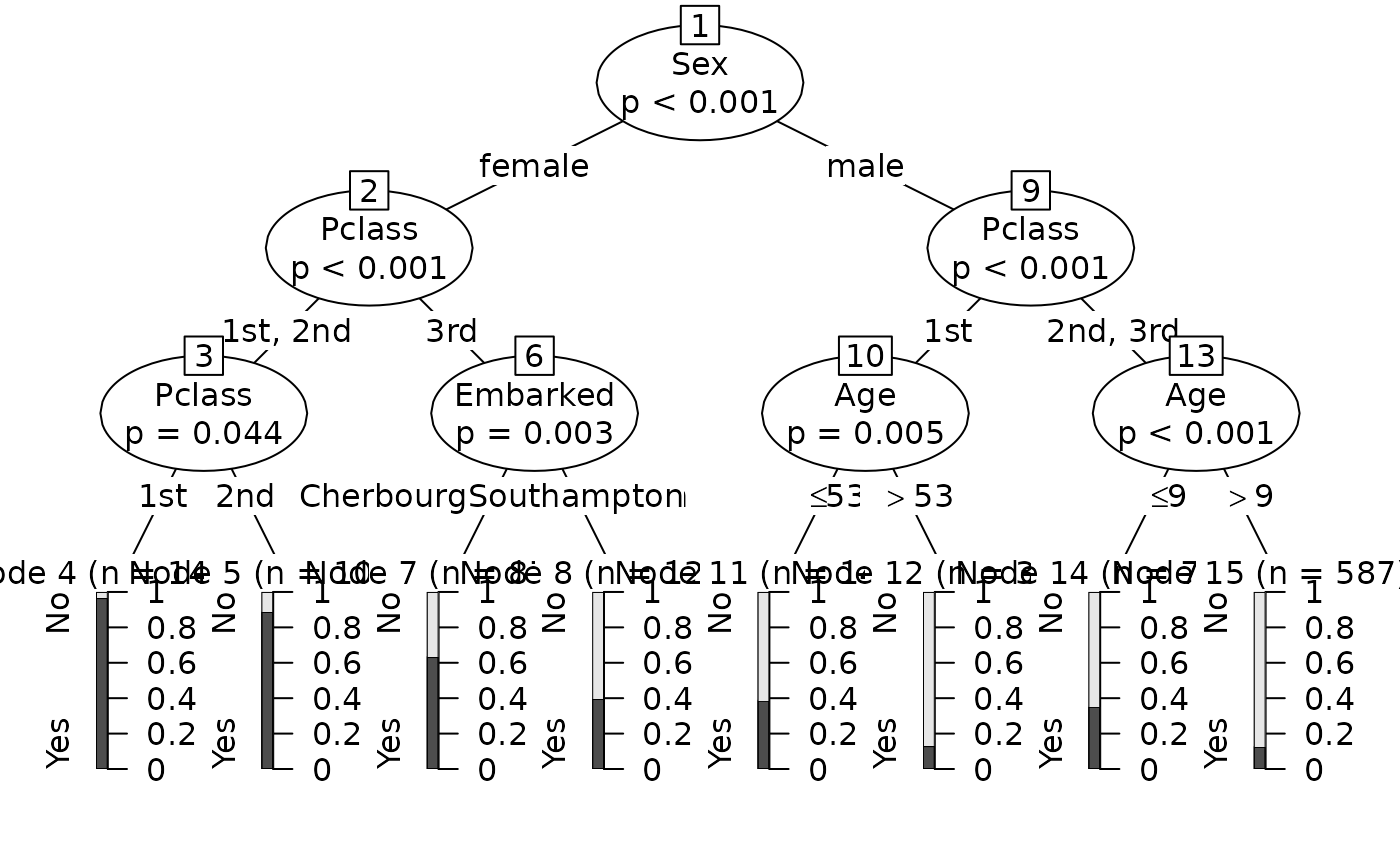 1
Sex
p < 0.001
female
male
2
Pclass
p < 0.001
9
Pclass
p < 0.001
1st, 2nd
3rd
1st
2nd, 3rd
3
Pclass
p = 0.044
6
Embarked
p = 0.003
10
Age
p = 0.005
13
Age
p < 0.001
1st
2nd
Cherbourg
Southampton
≤53
> 53
≤9
> 9
4 (n = 14
Node 5 (n = 10
Node 7 (n = 8
8 (n = 12
Node 11 (n = 1
Node 12 (n = 3
Node 14 (n = 7
Node 15 (n = 587)
No
Yes
1
0.8
0.6
0.4
0.2
0
No
Yes
1
0.8
0.6
0.4
0.2
0
No
Yes
1
0.8
0.6
0.4
0.2
0
No
Yes
1
0.8
0.6
0.4
0.2
0
No
Yes
1
0.8
0.6
0.4
0.2
0
No
Yes
1
0.8
0.6
0.4
0.2
0
No
Yes
1
0.8
0.6
0.4
0.2
0
No
Yes
1
0.8
0.6
0.4
0.2
0